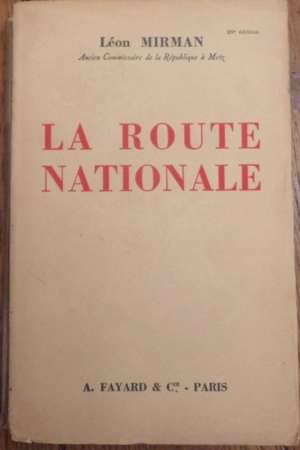 Léon MIRMAN
Ancien Commissaire de la République à Metz
LA ROUTE
NATIONALE
A. FAYARD & Cie. - PARIS